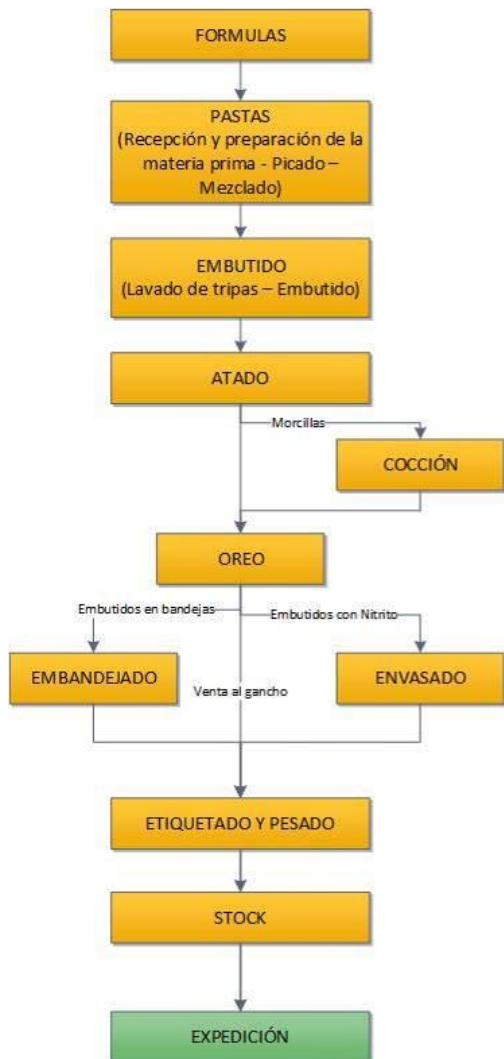 FORMULAS
PASTAS
(Recepción y preparación de la
materia prima - Picado –
Mezclado)
EMBUTIDO
(Lavado de tripas – Embutido)
ATADO
Morcillas
COCCIÓN
OREO
Embutidos en bandejas
Embutidos con Nitrito
EMBANDEJADO
Venta al gancho
ENVASADO
ETIQUETADO Y PESADO
STOCK
EXPEDICIÓN